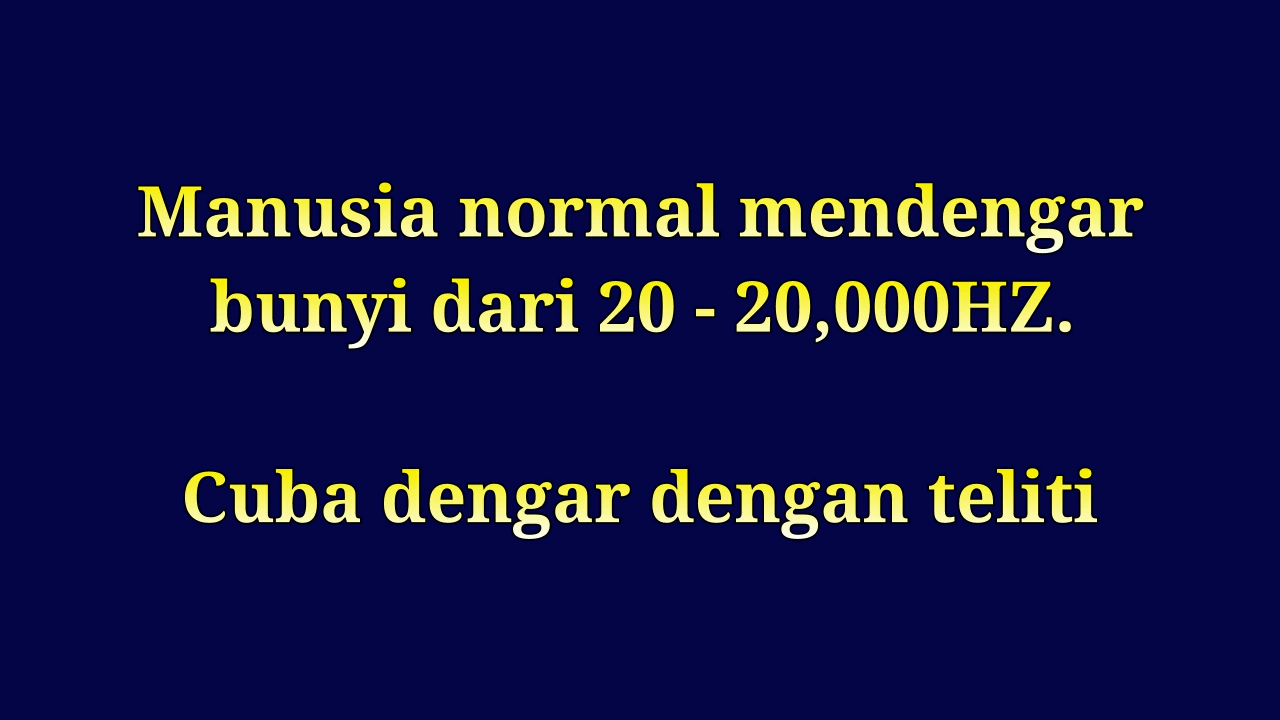 Manusia normal mendengar
bunyi dari 20 - 20,000HZ.
Cuba dengar dengan teliti